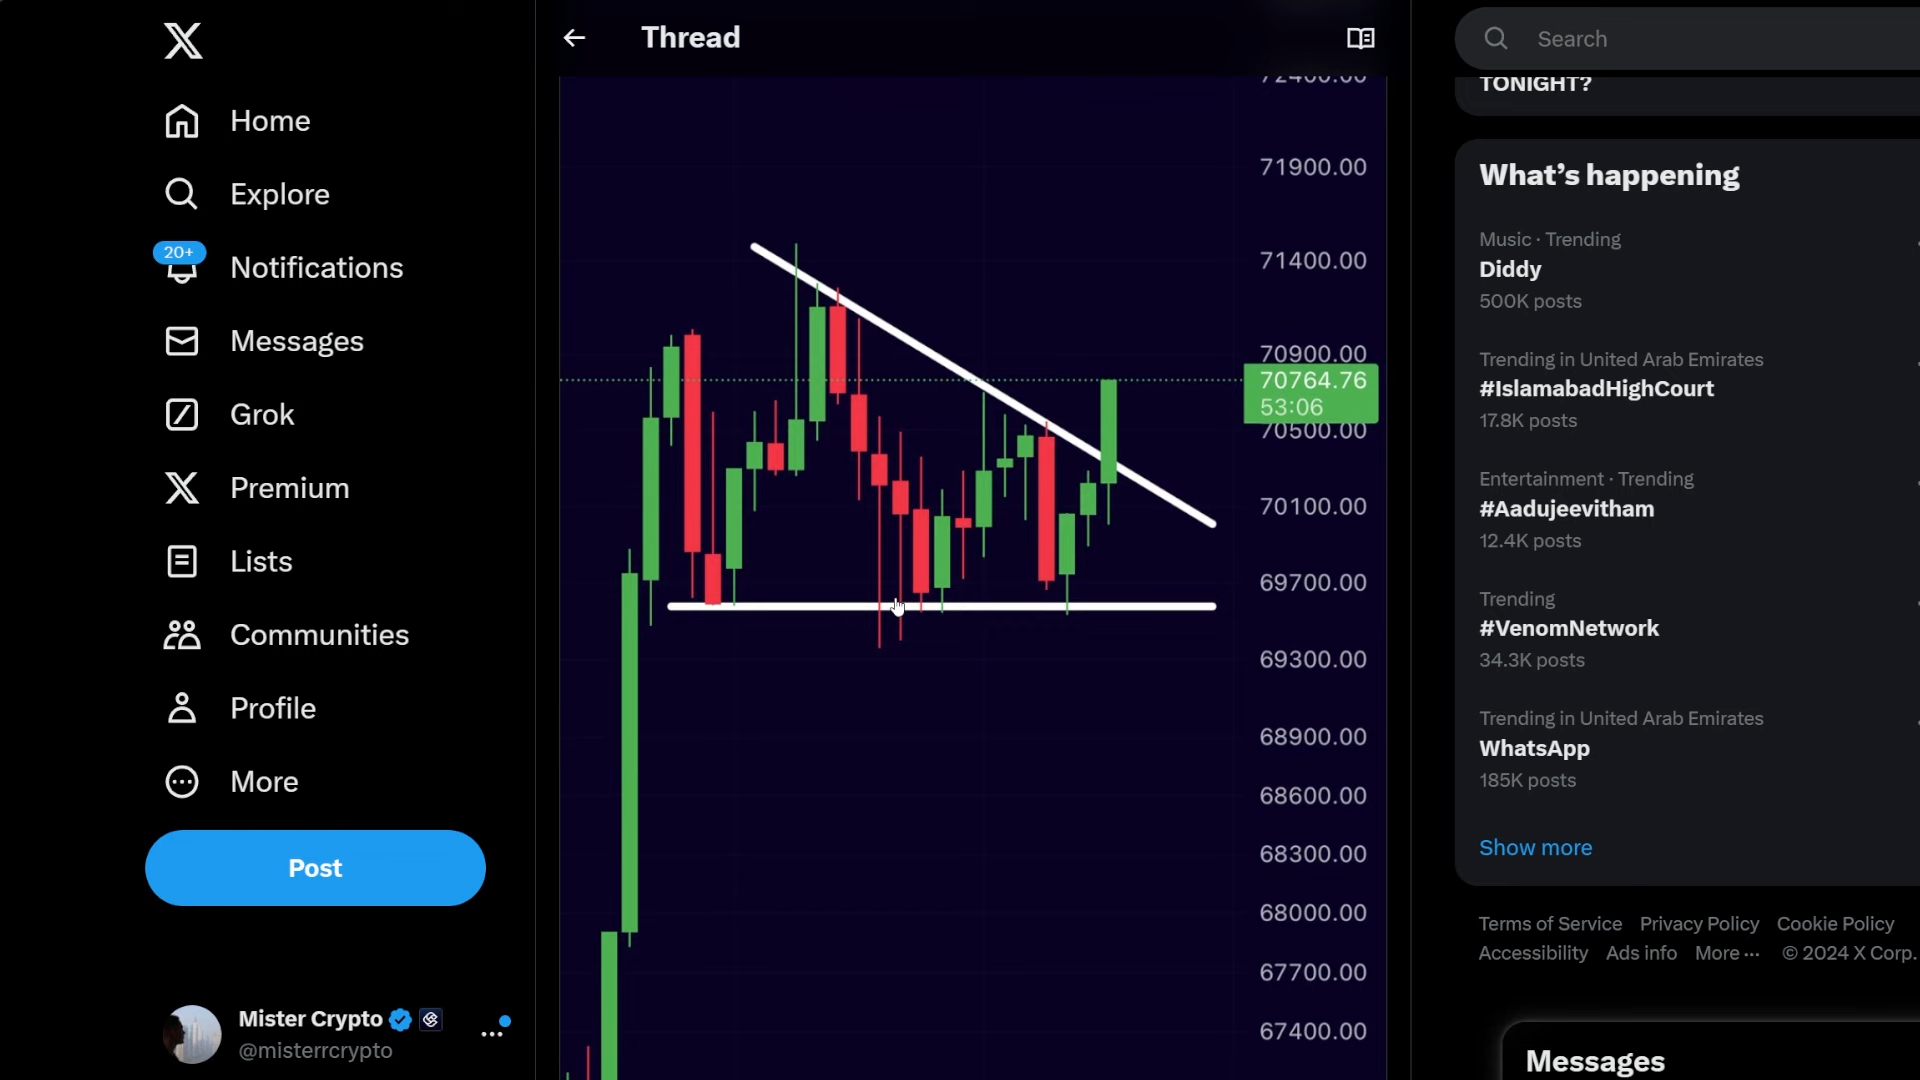 Home
Explore
20+
Notifications
Messages
Grok
Premium
Lists
Communities
Profile
More
Post
Mister Crypto
@misterrcrypto
Thread
72400.00
71900.00
71400.00
70900.00
70764.76
53:06
70500.00
70100.00
69700.00
69300.00
68900.00
68600.00
68300.00
68000.00
67700.00
67400.00
Search
TONIGHT?
What’s happening
Music · Trending
Diddy
500K posts
Trending in United Arab Emirates
#IslamabadHighCourt
17.8K posts
Entertainment · Trending
#Aadujeevitham
12.4K posts
Trending
#VenomNetwork
34.3K posts
Trending in United Arab Emirates
WhatsApp
185K posts
Show more
Terms of Service Privacy Policy Cookie Policy
Accessibility Ads info More ··· © 2024 X Corp.
Messages